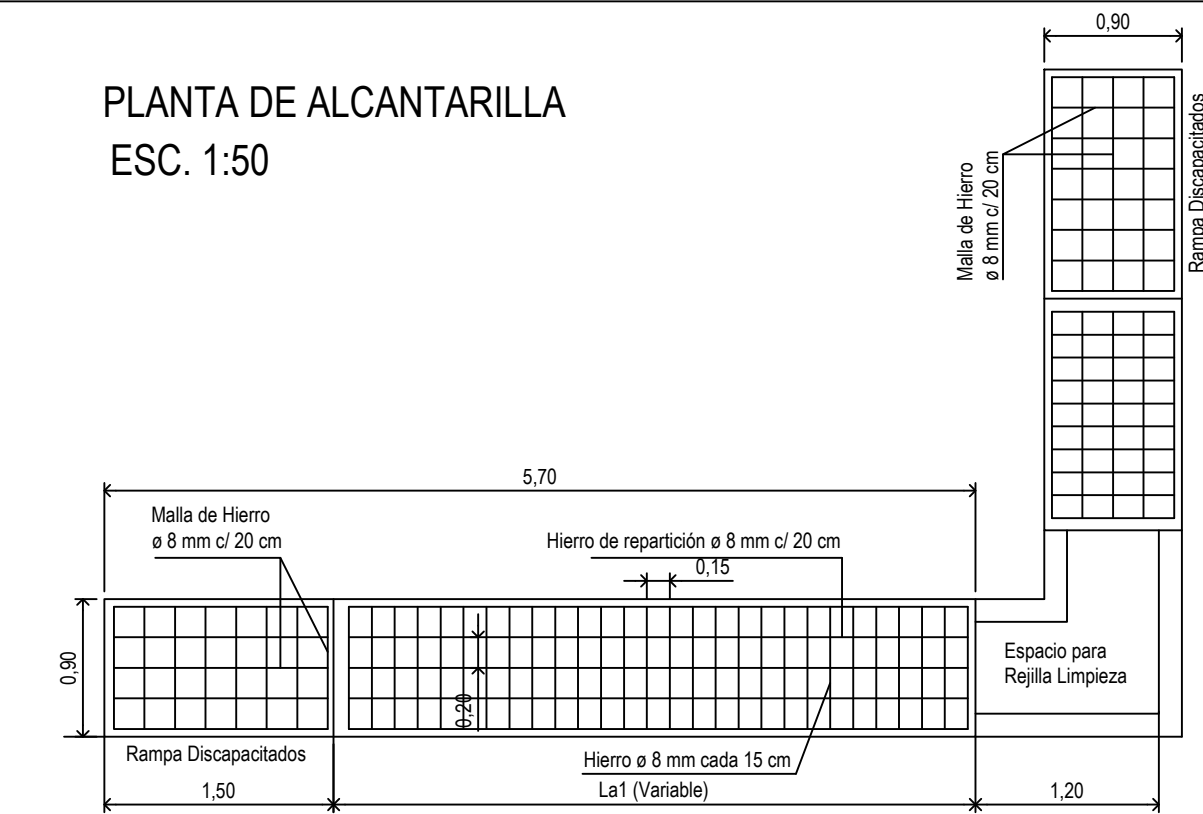 0,90
PLANTA DE ALCANTARILLA
ESC. 1:50
Malla de Hierro
ø 8 mm c/ 20 cm
Rampa Discapacitados
5,70
Malla de Hierro
ø 8 mm c/ 20 cm
Hierro de repartición ø 8 mm c/ 20 cm
0,15
0,90
0,20
Espacio para
Rejilla Limpieza
Rampa Discapacitados
Hierro ø 8 mm cada 15 cm
1,50
La1 (Variable)
1,20